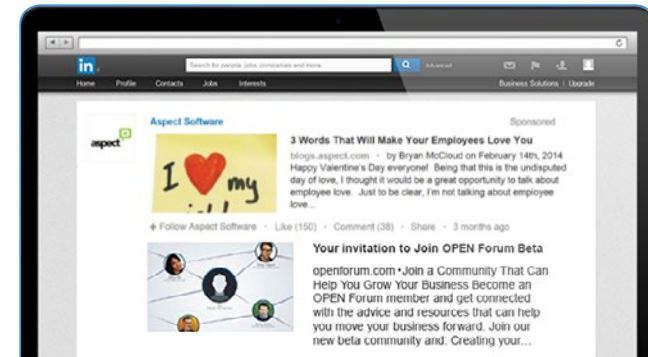 in
Search for people, jobs, companies and more
Advanced
Home Profile Contacts Jobs Interests
Business Solutions | Upgrade
Aspect Software
Sponsored
aspect
I ♥ my
3 Words That Will Make Your Employees Love You
blogs.aspect.com · by Bryan McCloud on February 14th, 2014
Happy Valentine's Day everyone! Being that this is the undisputed
day of love, I thought it would be a great opportunity to talk about
employee love. Just to be clear, I'm not talking about employee
love...
Follow Aspect Software · Like (150) · Comment (38) · Share · 3 months ago
Your invitation to Join OPEN Forum Beta
openforum.com•Join a Community That Can
Help You Grow Your Business Become an
OPEN Forum member and get connected
with the advice and resources that can help
you move your business forward. Join our
new beta community and: Creating your...